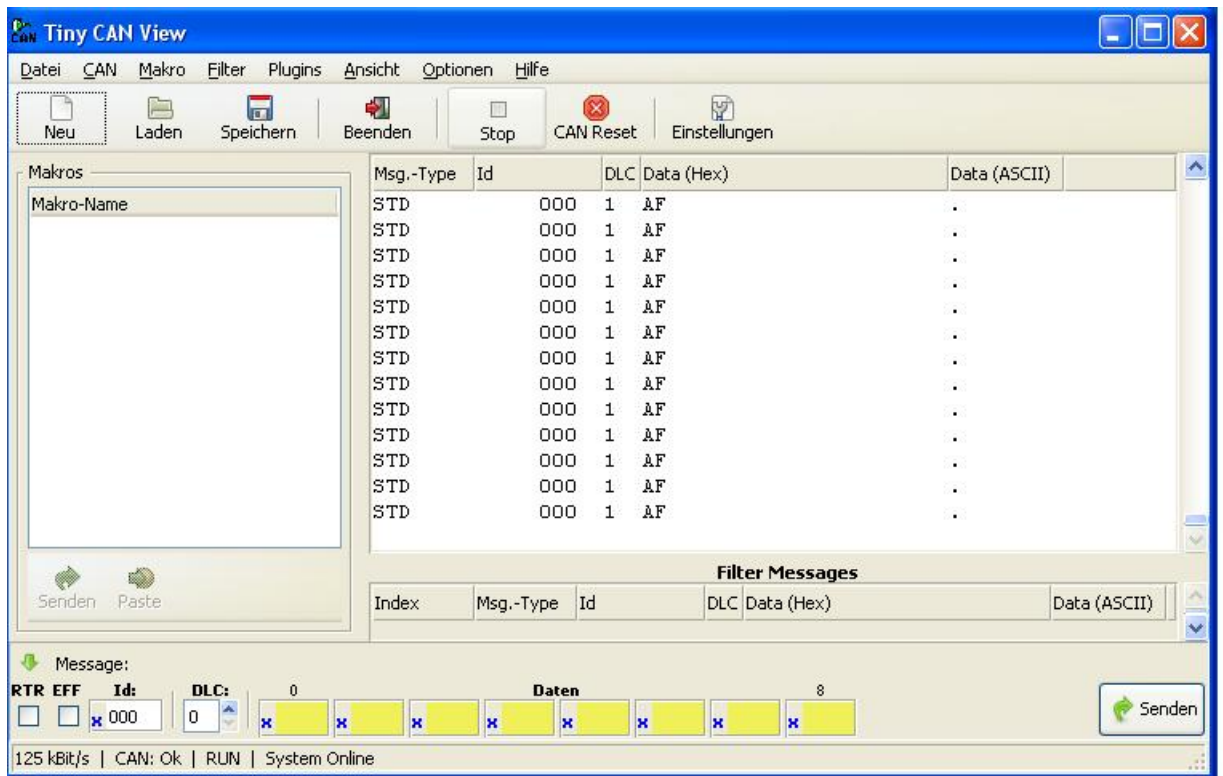 Tiny CAN View
Datei CAN Makro Filter Plugins Ansicht Optionen Hilfe
Neu Laden Speichern Beenden Stop CAN Reset Einstellungen
Makros
Makro-Name
Senden Paste
Msg.-Type Id DLC Data (Hex) Data (ASCII)
STD 000 1 AF .
STD 000 1 AF .
STD 000 1 AF .
STD 000 1 AF .
STD 000 1 AF .
STD 000 1 AF .
STD 000 1 AF .
STD 000 1 AF .
STD 000 1 AF .
STD 000 1 AF .
STD 000 1 AF .
STD 000 1 AF .
STD 000 1 AF .
Filter Messages
Index Msg.-Type Id DLC Data (Hex) Data (ASCII)
Message:
RTR EFF Id: DLC: 0 Daten 8
x 000 0 x x x x x x x x
Senden
125 kBit/s | CAN: Ok | RUN | System Online